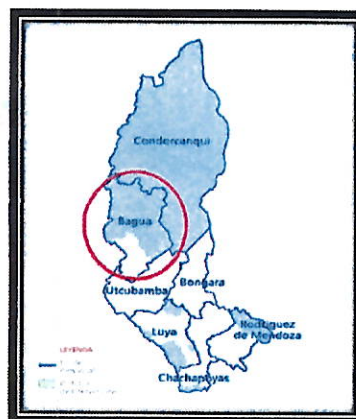 Condorcanqui
Bagua
Utcubamba
Bongara
Luya
Rodriguez
de Mendoza
Chachapoyas
LEYENDA